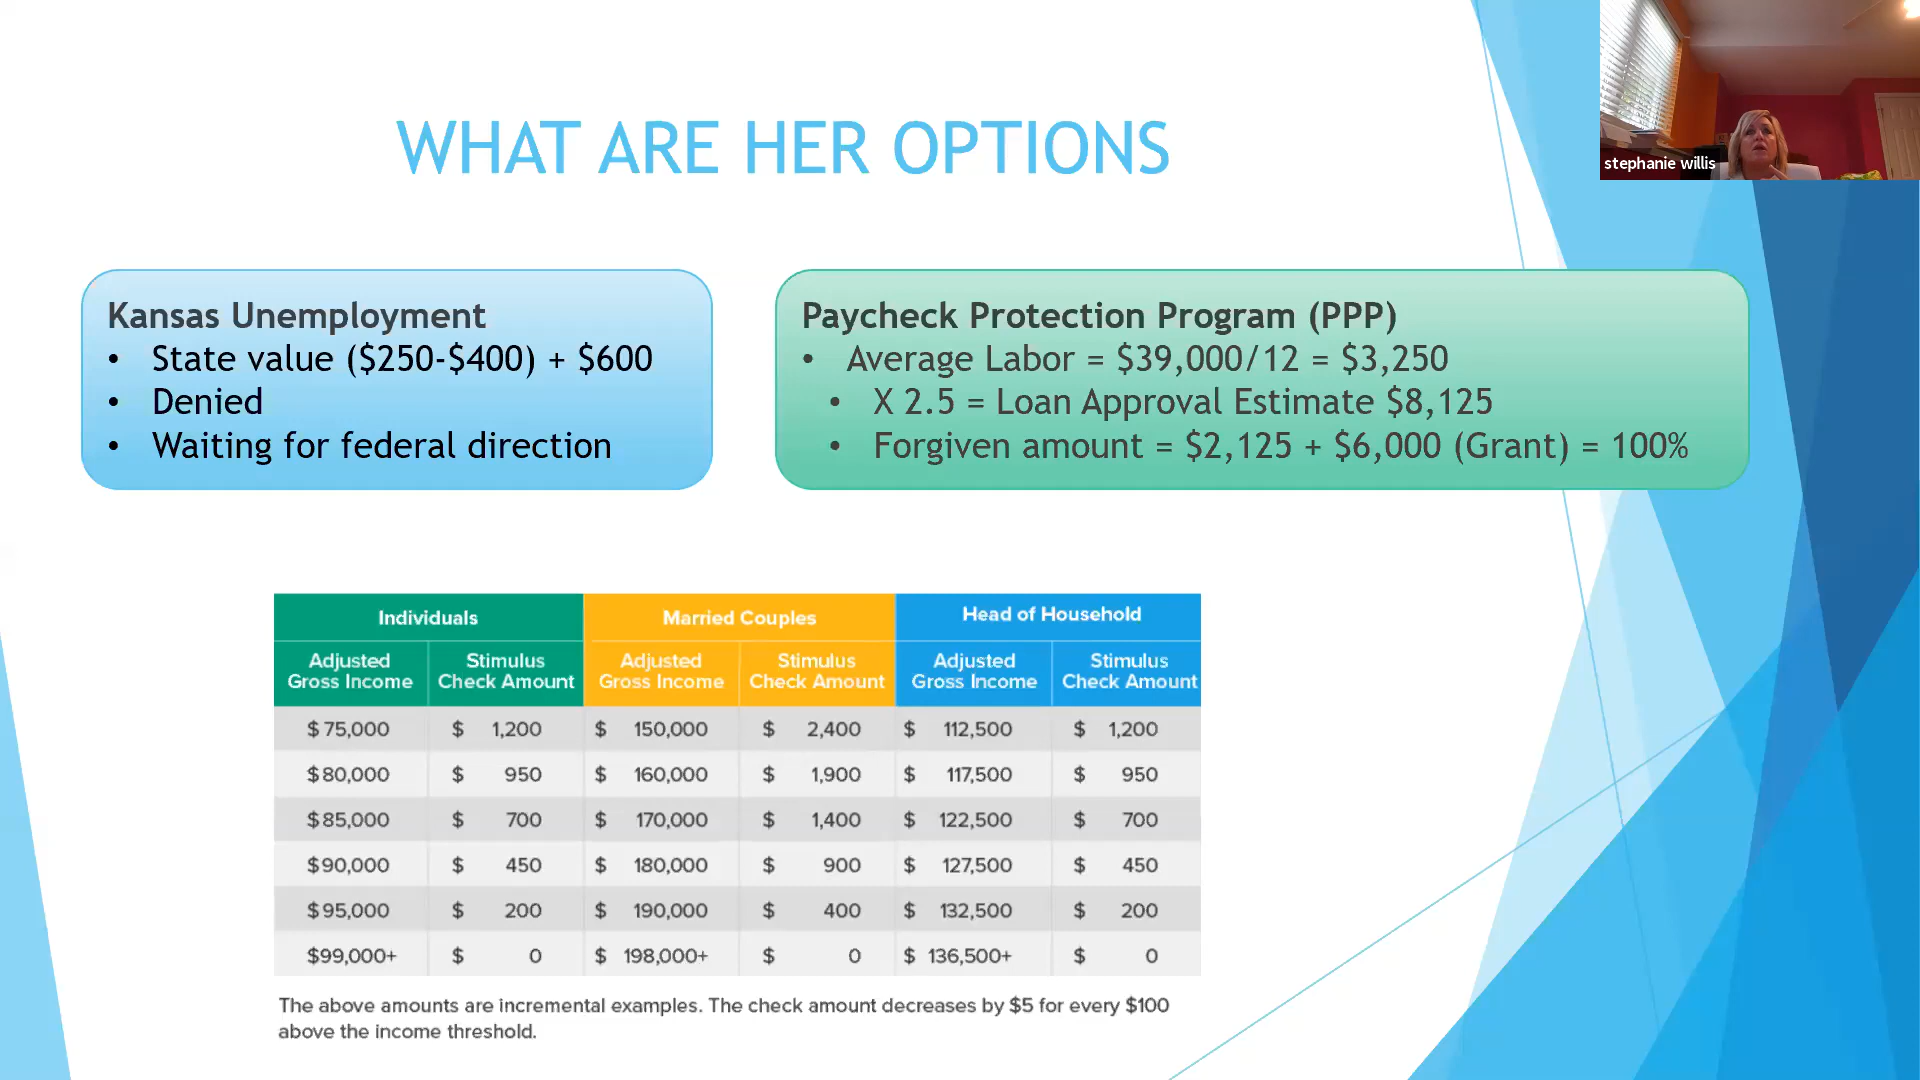 WHAT ARE HER OPTIONS
stephanie willis
Kansas Unemployment
• State value ($250-$400) + $600
• Denied
• Waiting for federal direction
Paycheck Protection Program (PPP)
• Average Labor = $39,000/12 = $3,250
• X 2.5 = Loan Approval Estimate $8,125
• Forgiven amount = $2,125 + $6,000 (Grant) = 100%
Individuals Married Couples Head of Household
Adjusted Stimulus Adjusted Stimulus Adjusted Stimulus
Gross Income Check Amount Gross Income Check Amount Gross Income Check Amount
$75,000 $ 1,200 $ 150,000 $ 2,400 $ 112,500 $ 1,200
$80,000 $ 950 $ 160,000 $ 1,900 $ 117,500 $ 950
$85,000 $ 700 $ 170,000 $ 1,400 $ 122,500 $ 700
$90,000 $ 450 $ 180,000 $ 900 $ 127,500 $ 450
$95,000 $ 200 $ 190,000 $ 400 $ 132,500 $ 200
$99,000+ $ 0 $ 198,000+ $ 0 $ 136,500+ $ 0
The above amounts are incremental examples. The check amount decreases by $5 for every $100
above the income threshold.